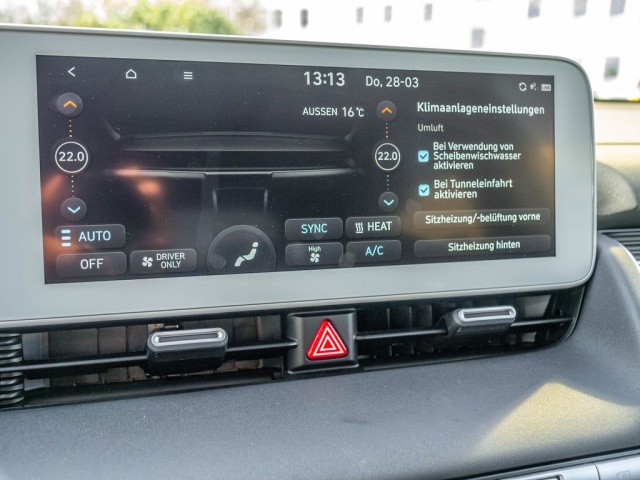 13:13 Do, 28-03
AUSSEN 16°C
22.0
22.0
AUTO
OFF
DRIVER
ONLY
SYNC
HEAT
High
A/C
Klimaanlageneinstellungen
Umluft
Bei Verwendung von
Scheibenwischwasser
aktivieren
Bei Tunneleinfahrt
aktivieren
Sitzheizung/-belüftung vorne
Sitzheizung hinten